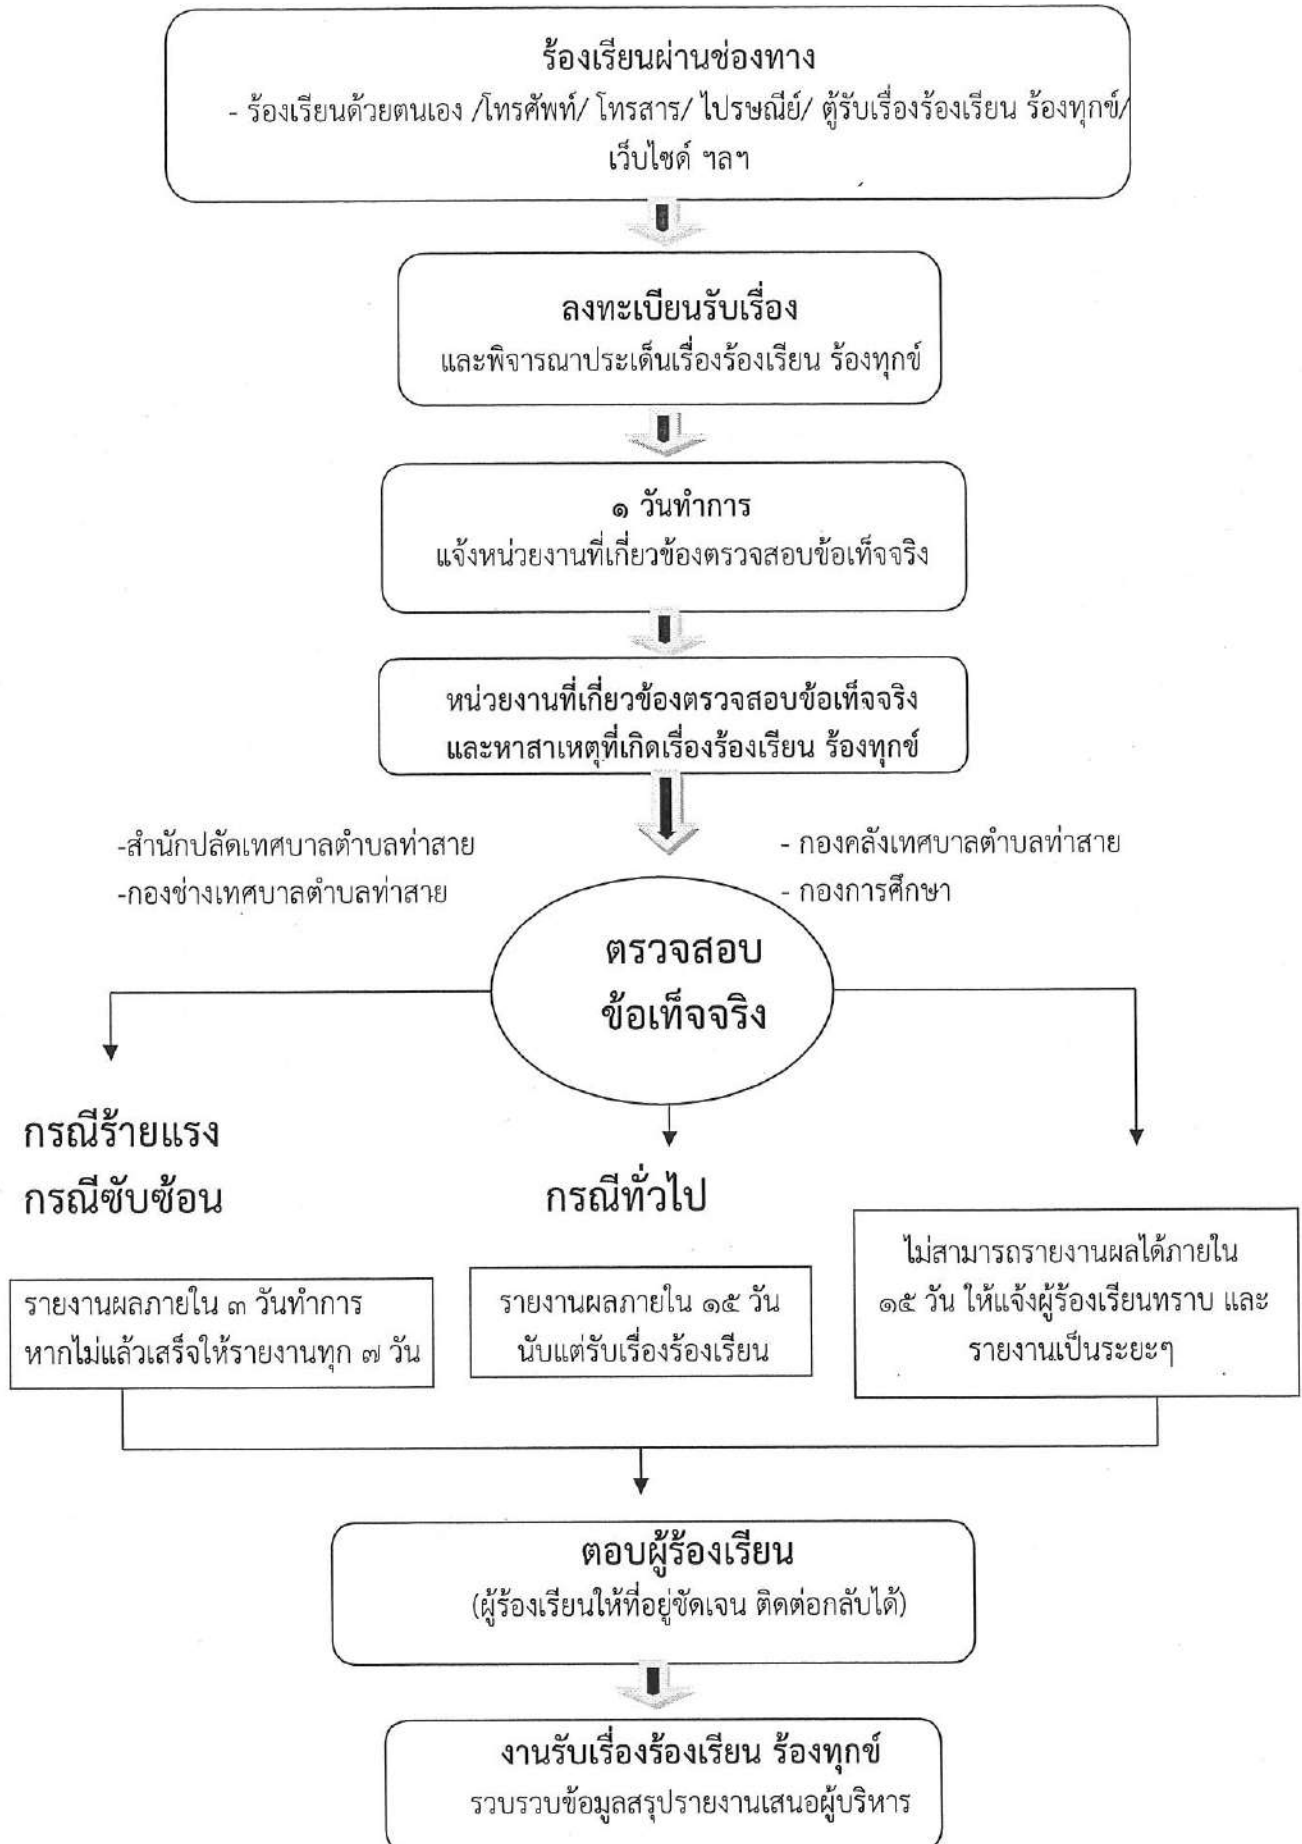 ร้องเรียนผ่านช่องทาง
- ร้องเรียนด้วยตนเอง /โทรศัพท์/ โทรสาร/ ไปรษณีย์/ ตู้รับเรื่องร้องเรียน ร้องทุกข์/
เว็บไซด์ ฯลฯ
ลงทะเบียนรับเรื่อง
และพิจารณาประเด็นเรื่องร้องเรียน ร้องทุกข์
๑ วันทำการ
แจ้งหน่วยงานที่เกี่ยวข้องตรวจสอบข้อเท็จจริง
หน่วยงานที่เกี่ยวข้องตรวจสอบข้อเท็จจริง
และหาสาเหตุที่เกิดเรื่องร้องเรียน ร้องทุกข์
-สำนักปลัดเทศบาลตำบลท่าสาย
-กองช่างเทศบาลตำบลท่าสาย
- กองคลังเทศบาลตำบลท่าสาย
- กองการศึกษา
ตรวจสอบ
ข้อเท็จจริง
กรณีร้ายแรง
กรณีซับซ้อน
รายงานผลภายใน ๓ วันทำการ
หากไม่แล้วเสร็จให้รายงานทุก ๗ วัน
กรณีทั่วไป
รายงานผลภายใน ๑๕ วัน
นับแต่รับเรื่องร้องเรียน
ไม่สามารถรายงานผลได้ภายใน
๑๕ วัน ให้แจ้งผู้ร้องเรียนทราบ และ
รายงานเป็นระยะๆ
ตอบผู้ร้องเรียน
(ผู้ร้องเรียนให้ที่อยู่ชัดเจน ติดต่อกลับได้)
งานรับเรื่องร้องเรียน ร้องทุกข์
รวบรวบข้อมูลสรุปรายงานเสนอผู้บริหาร